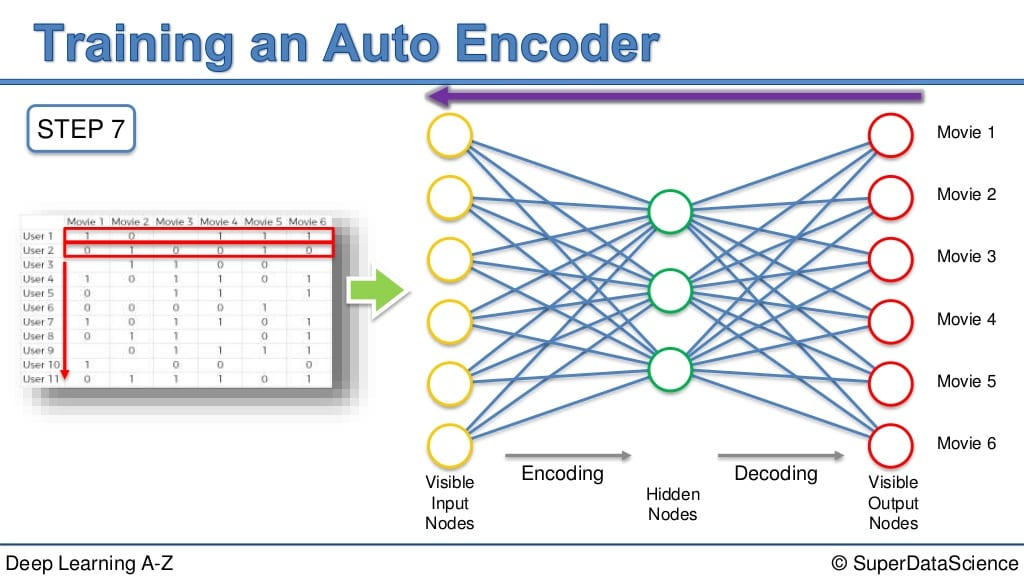 Training an Auto Encoder
STEP 7
Movie 1 Movie 2 Movie 3 Movie 4 Movie 5 Movie 6
User 1 1 0 1 1 1
User 2 0 1 0 0 1 0
User 3 1 1 0 0
User 4 1 0 1 1 0 1
User 5 0 1 1 1
User 6 0 0 0 0 1
User 7 1 0 1 1 0 1
User 8 0 1 1 0 1
User 9 0 1 1 1 1
User 10 1 0 0 0
User 11 0 1 1 1 0 1
Movie 1
Movie 2
Movie 3
Movie 4
Movie 5
Movie 6
Encoding
Decoding
Visible
Input
Nodes
Hidden
Nodes
Visible
Output
Nodes
Deep Learning A-Z
© SuperDataScience